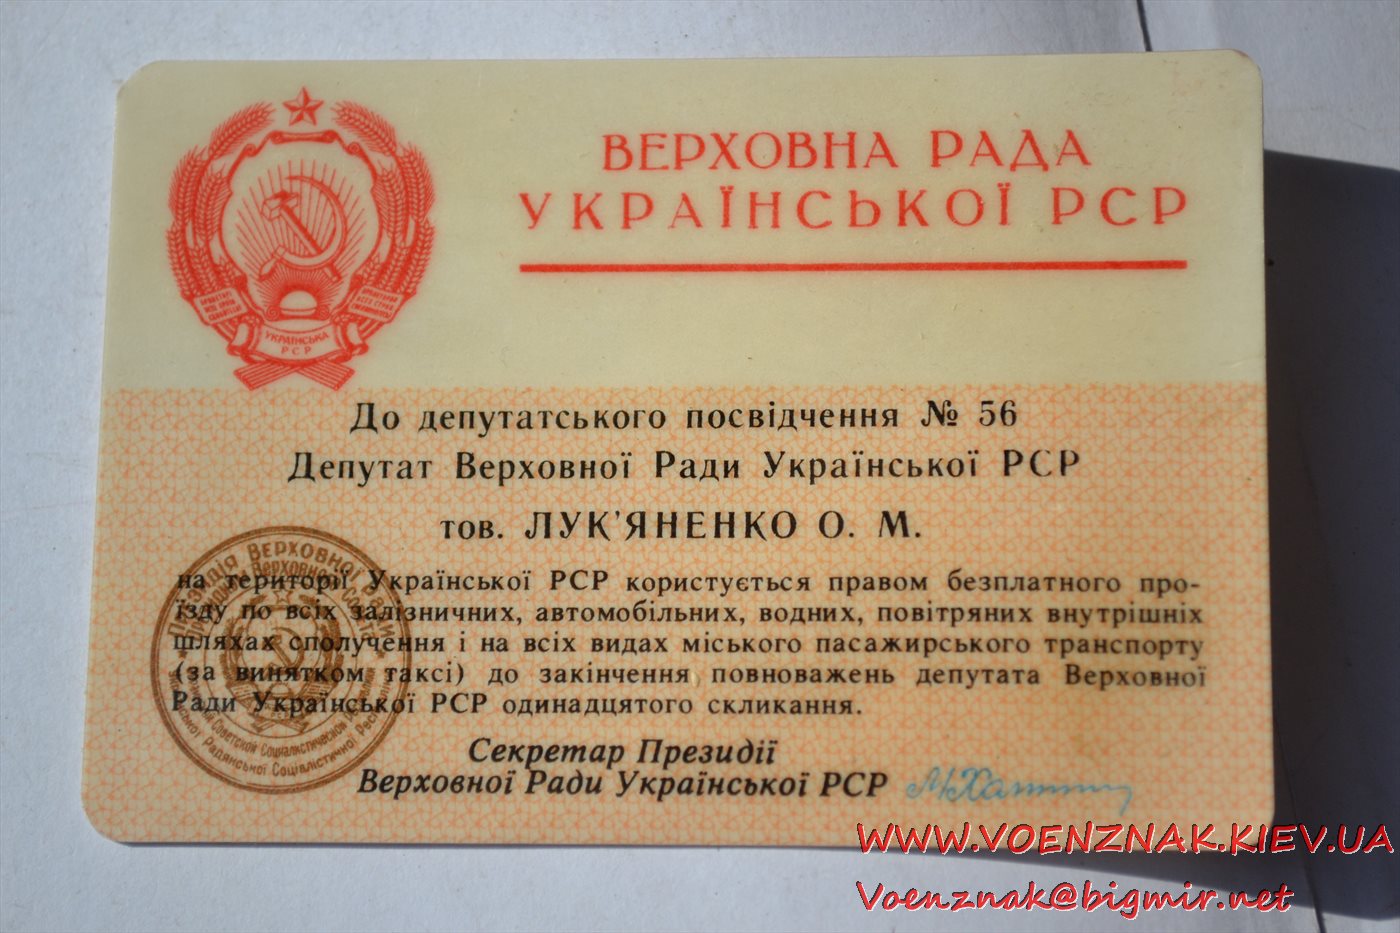 ВЕРХОВНА РАДА
УКРАЇНСЬКОЇ РСР
УКРАЇНСЬКА
РСР
До депутатського посвідчення № 56
Депутат Верховної Ради Української РСР
тов. ЛУК'ЯНЕНКО О. М.
на території Української РСР користується правом безплатного про-
їзду по всіх залізничних, автомобільних, водних, повітряних внутрішніх
шляхах сполучення і на всіх видах міського пасажирського транспорту
(за винятком таксі) до закінчення повноважень депутата Верховної
Ради Української РСР одинадцятого скликання.
Секретар Президії
Верховної Ради Української РСР
WWW.VOENZNAK.KIEV.UA
Voenznak@bigmir.net